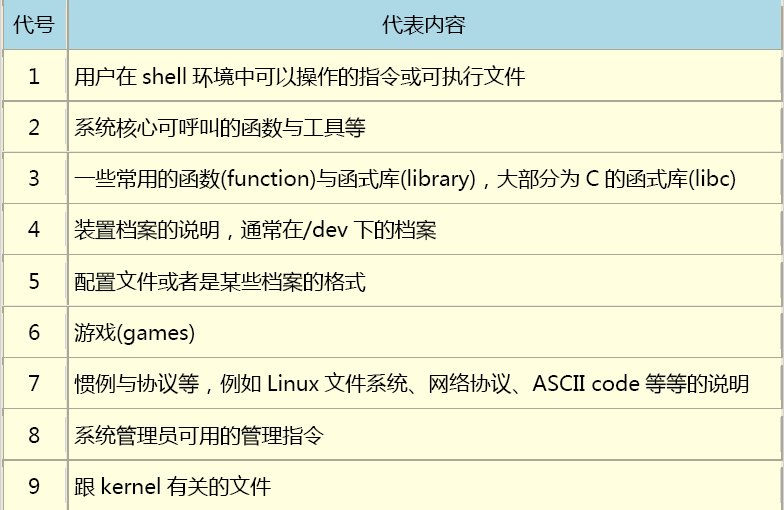 代号 代表内容
1 用户在 shell 环境中可以操作的指令或可执行文件
2 系统核心可呼叫的函数与工具等
3 一些常用的函数(function)与函式库(library)，大部分为 C 的函式库(libc)
4 装置档案的说明，通常在/dev 下的档案
5 配置文件或者是某些档案的格式
6 游戏(games)
7 惯例与协议等，例如 Linux 文件系统、网络协议、ASCII code 等等的说明
8 系统管理员可用的管理指令
9 跟 kernel 有关的文件